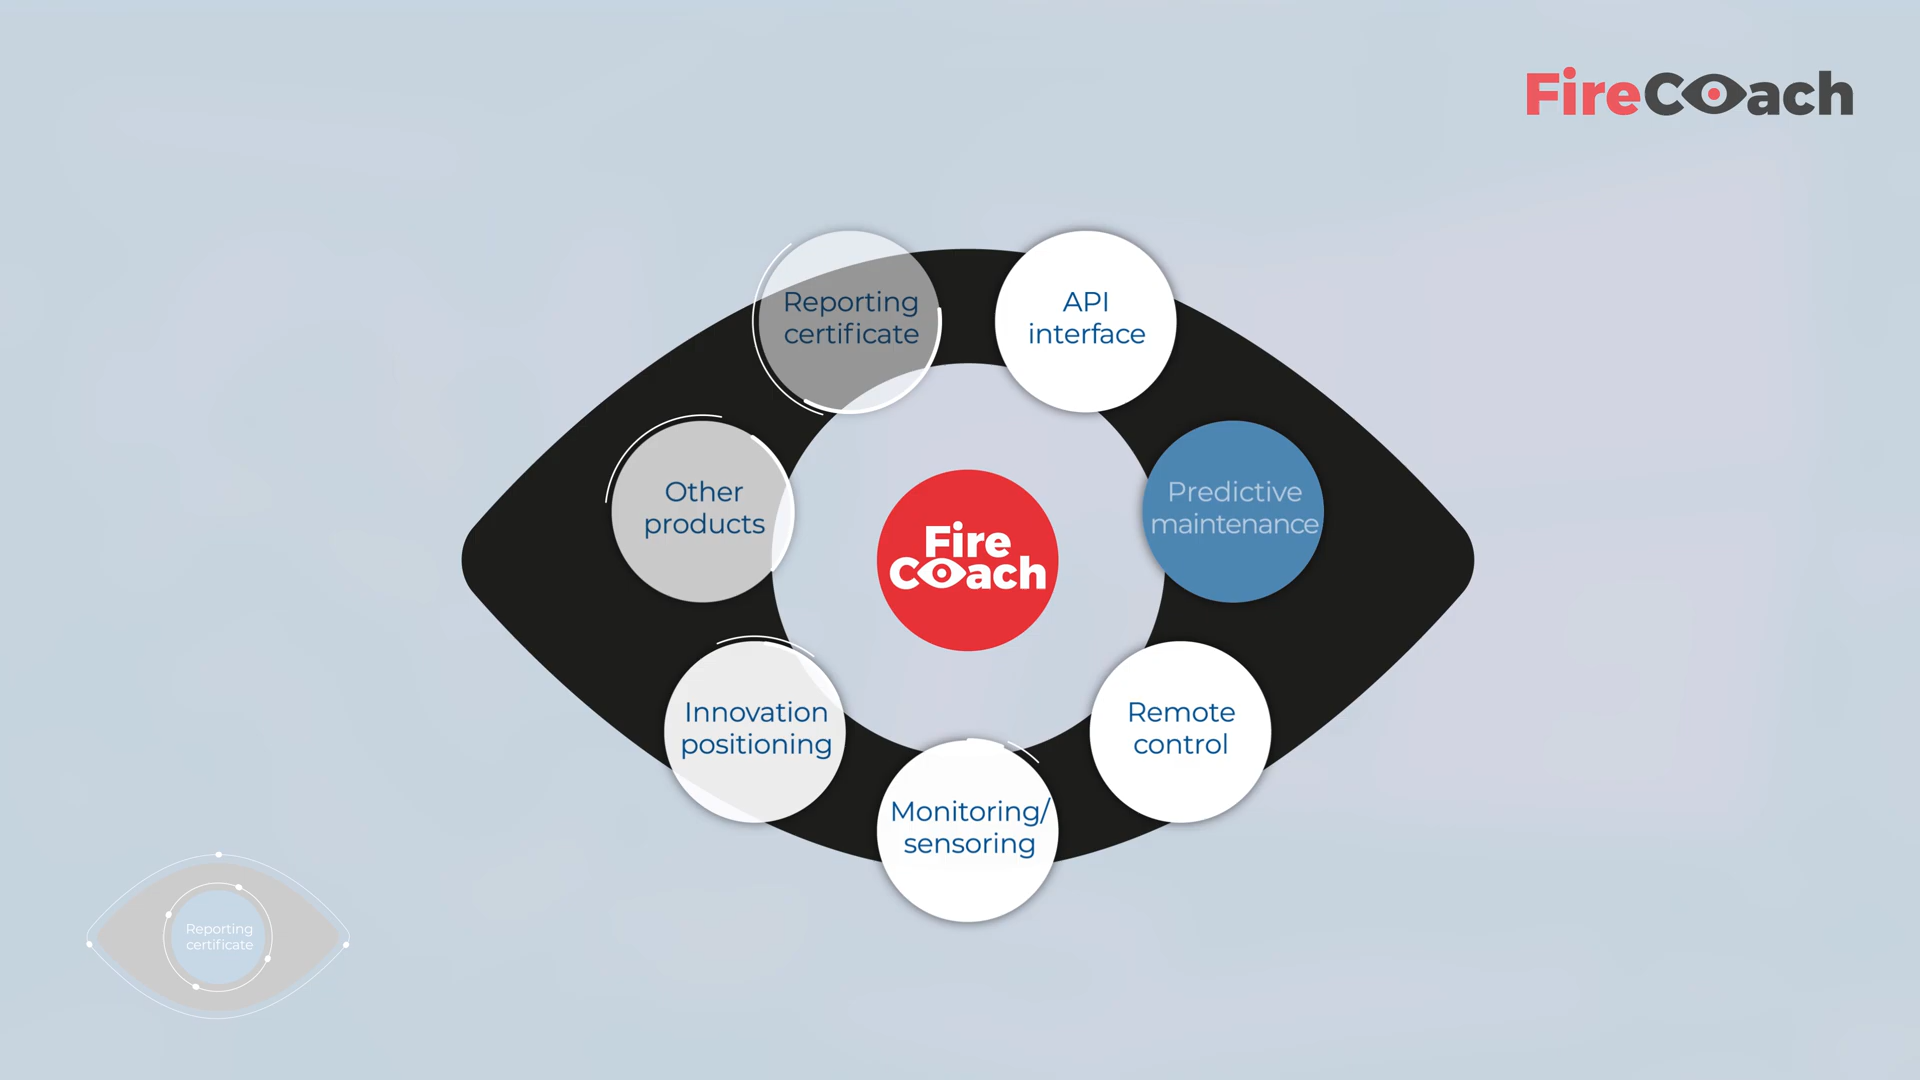 FireCoach
Reporting
certificate
API
interface
Other
products
Predictive
maintenance
Fire
Coach
Innovation
positioning
Remote
control
Monitoring/
sensoring
Reporting
certificate